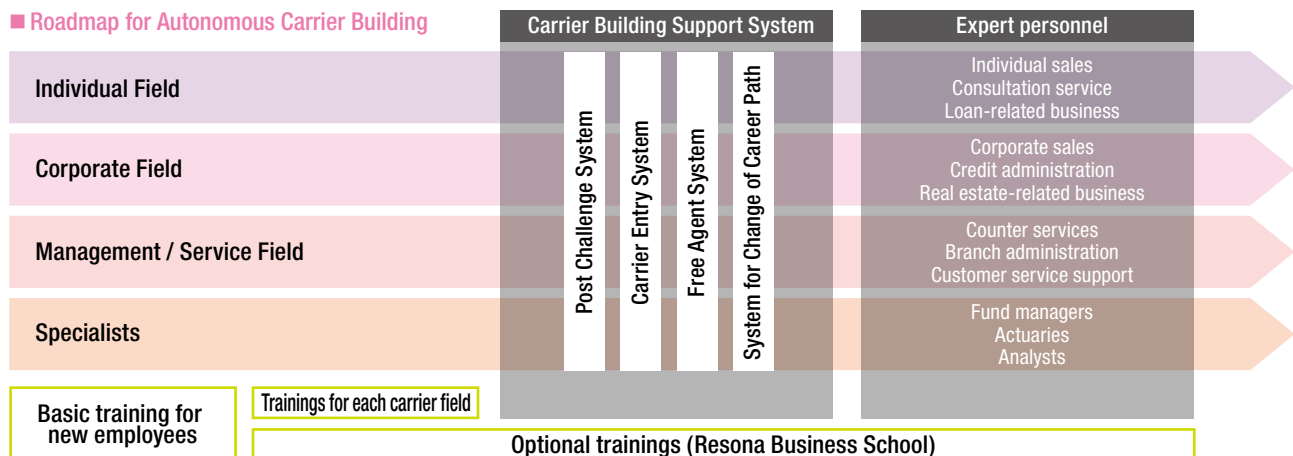 ■ Roadmap for Autonomous Carrier Building
Carrier Building Support System
Expert personnel
Individual Field
Individual sales
Consultation service
Loan-related business
Corporate Field
Corporate sales
Credit administration
Real estate-related business
Management / Service Field
Counter services
Branch administration
Customer service support
Specialists
Fund managers
Actuaries
Analysts
Post Challenge System
Carrier Entry System
Free Agent System
System for Change of Career Path
Basic training for
new employees
Trainings for each carrier field
Optional trainings (Resona Business School)